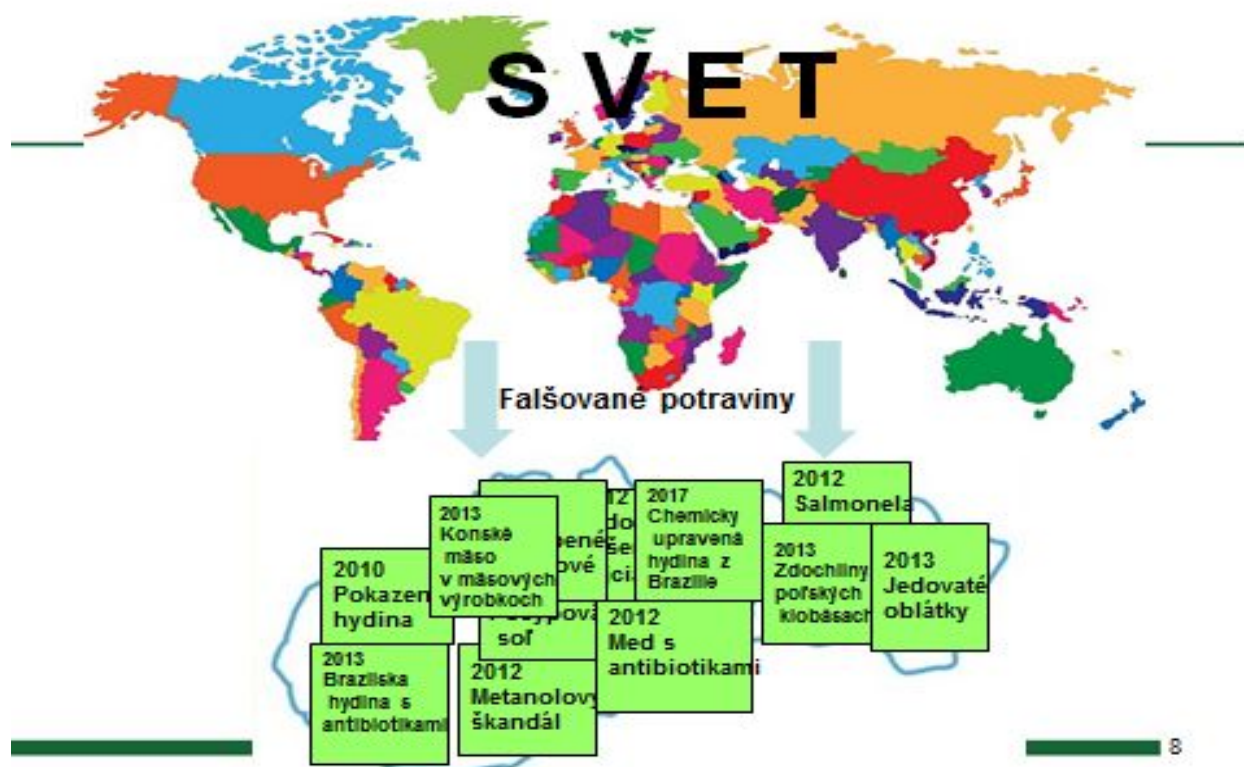 S V E T
Falšované potraviny
2012
Salmonela
2017
Chemicky
upravená
hydina z
Brazílie
2013
Konské
mäso
v mäsových
výrobkoch
2013
Zdochliny
poľských
klobásach
2013
Jedovaté
oblátky
2010
Pokazen
hydina
soľ
2012
Med s
antibiotikami
2013
Brazílska
hydina s
antibiotikami
2012
Metanolový
škandál
8